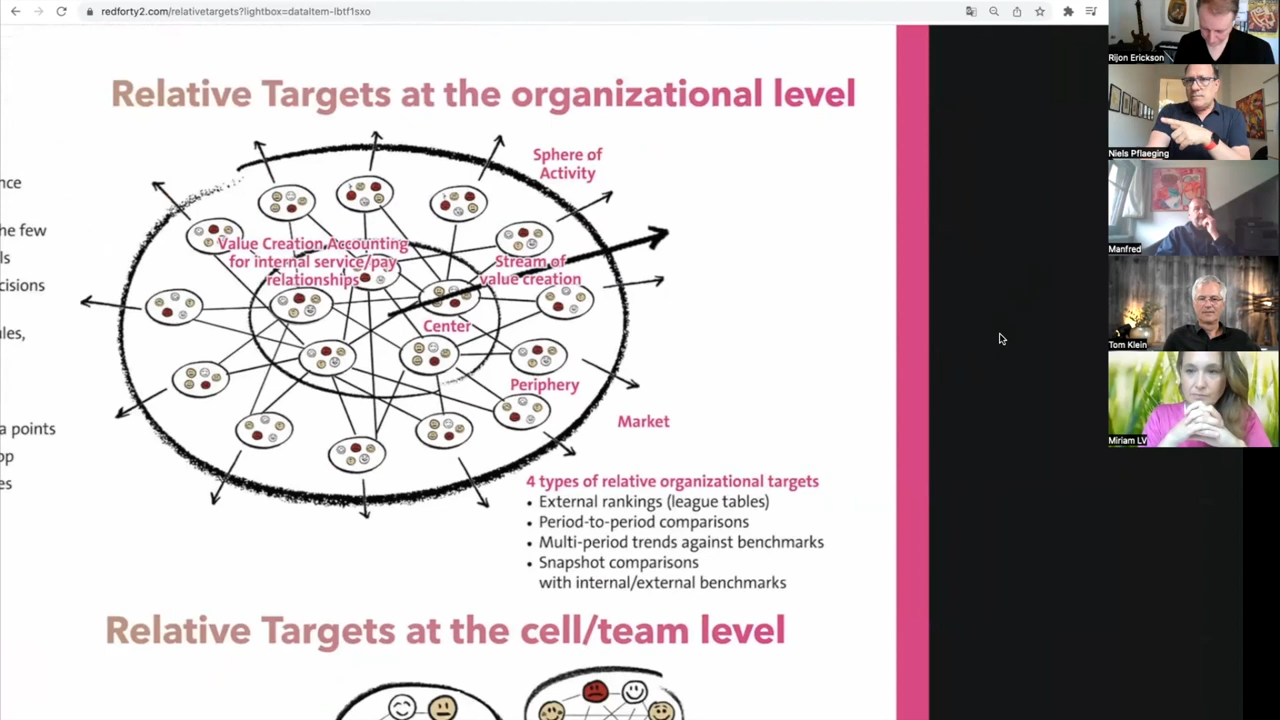 redforty2.com/relativetargets?lightbox=dataItem-lbtf1sxo
Relative Targets at the organizational level
nce
he few
ls
cisions
ules,
a points
op
es
Sphere of
Activity
Value Creation Accounting
for internal service/pay
relationships
Stream of
value creation
Center
Periphery
Market
4 types of relative organizational targets
• External rankings (league tables)
• Period-to-period comparisons
• Multi-period trends against benchmarks
• Snapshot comparisons
with internal/external benchmarks
Relative Targets at the cell/team level
Rijon Erickson
Niels Pflaeging
Manfred
Tom Klein
Miriam LV